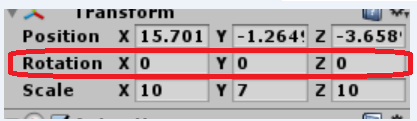 Transform
Position X 15.701 Y -1.264 Z -3.658
Rotation X 0 Y 0 Z 0
Scale X 10 Y 7 Z 10